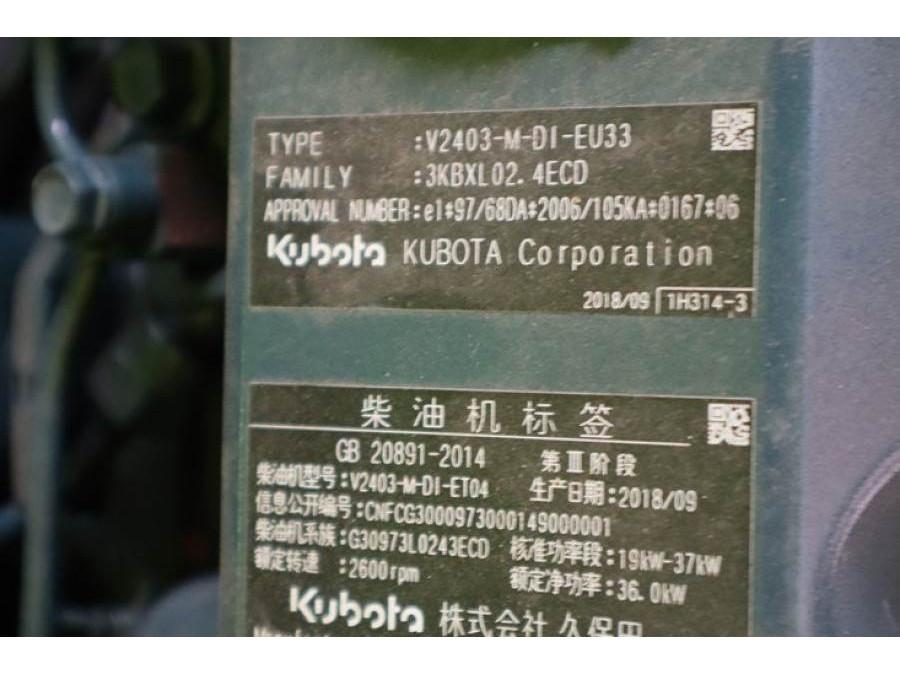 TYPE :V2403-M-DI-EU33
FAMILY :3KBXL02.4ECD
APPROVAL NUMBER:e1*97/68DA*2006/105KA*0167*06
Kubota KUBOTA Corporation
2018/09 1H314-3
柴油机标签
GB 20891-2014 第Ⅲ阶段
柴油机型号:V2403-M-DI-ET04 生产日期:2018/09
信息公开编号:CNFCG3000973000149000001
柴油机系族:G30973L0243ECD 核准功率段:19kW-37kW
额定转速 :2600rpm 额定净功率:36.0kW
Kubota 株式会社 久保田